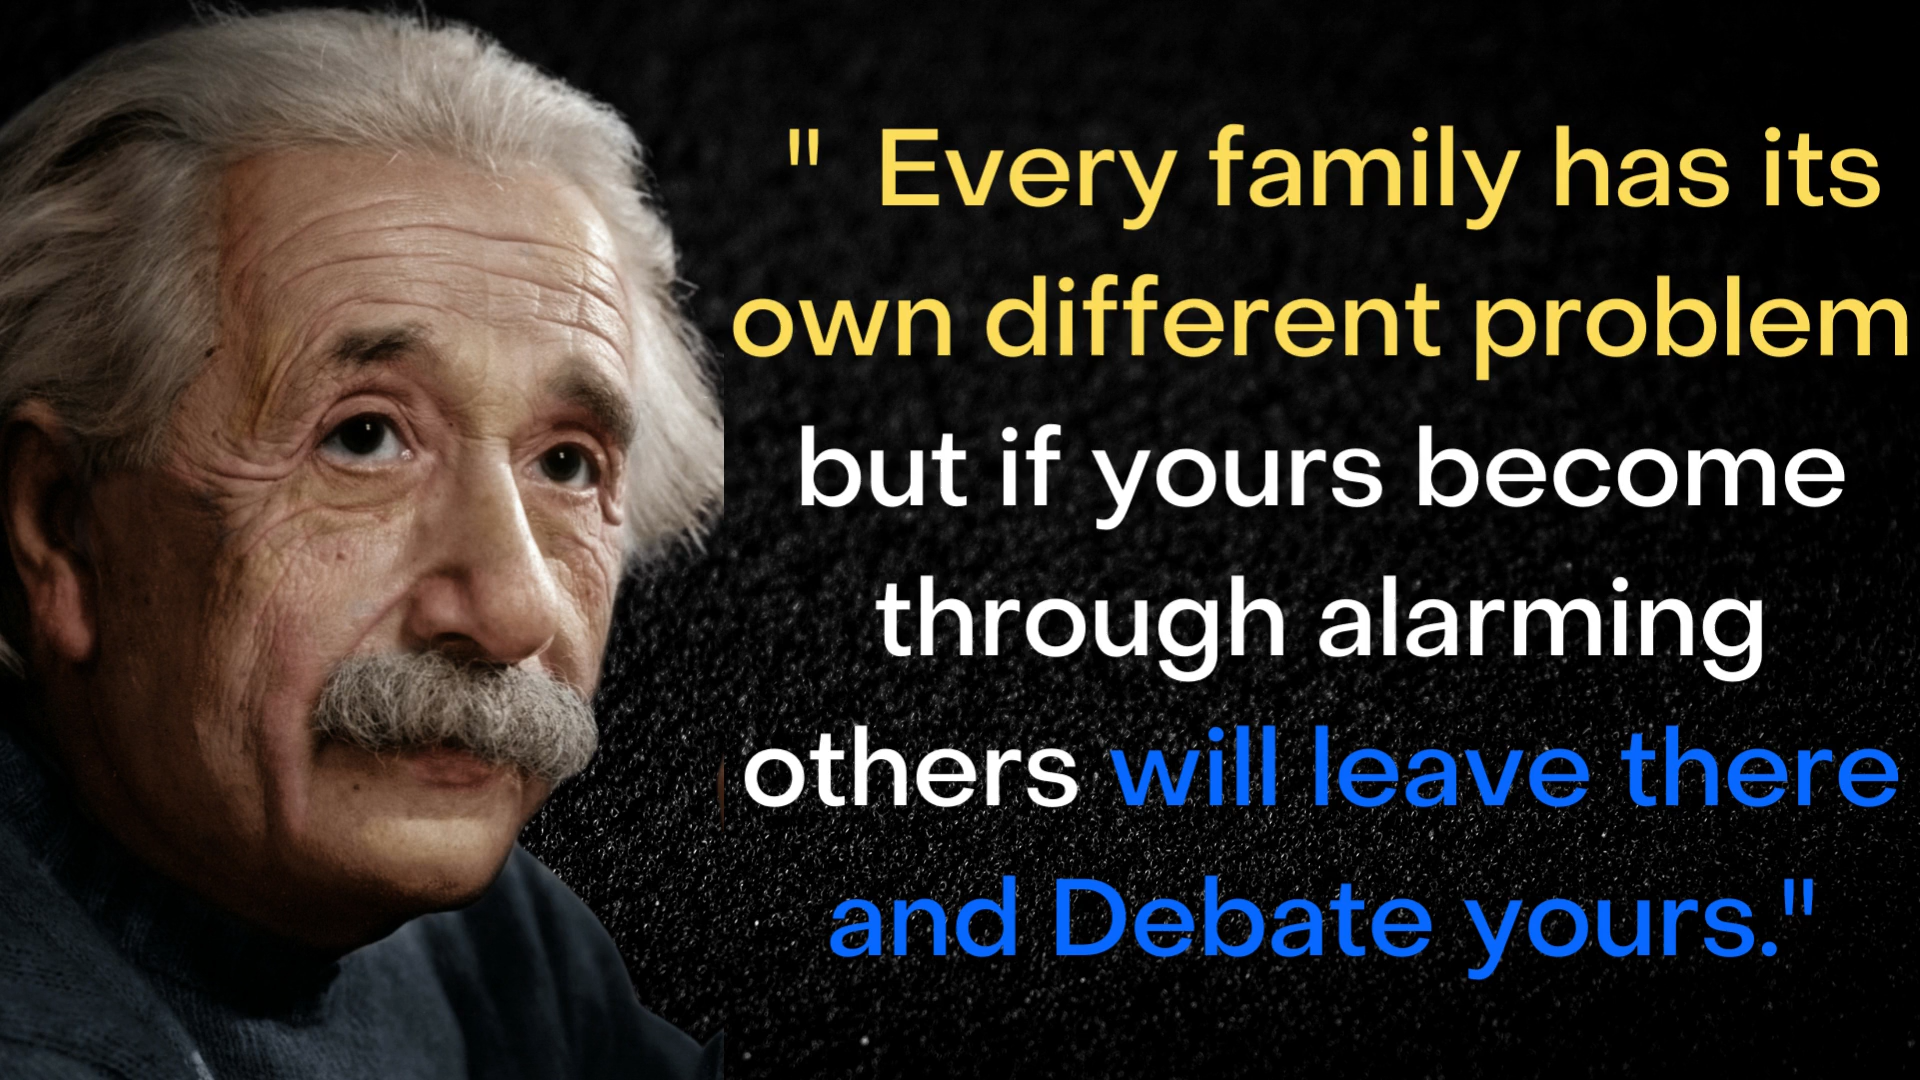 "  Every family has its
own different problem
but if yours become
through alarming
others will leave there
and Debate yours."